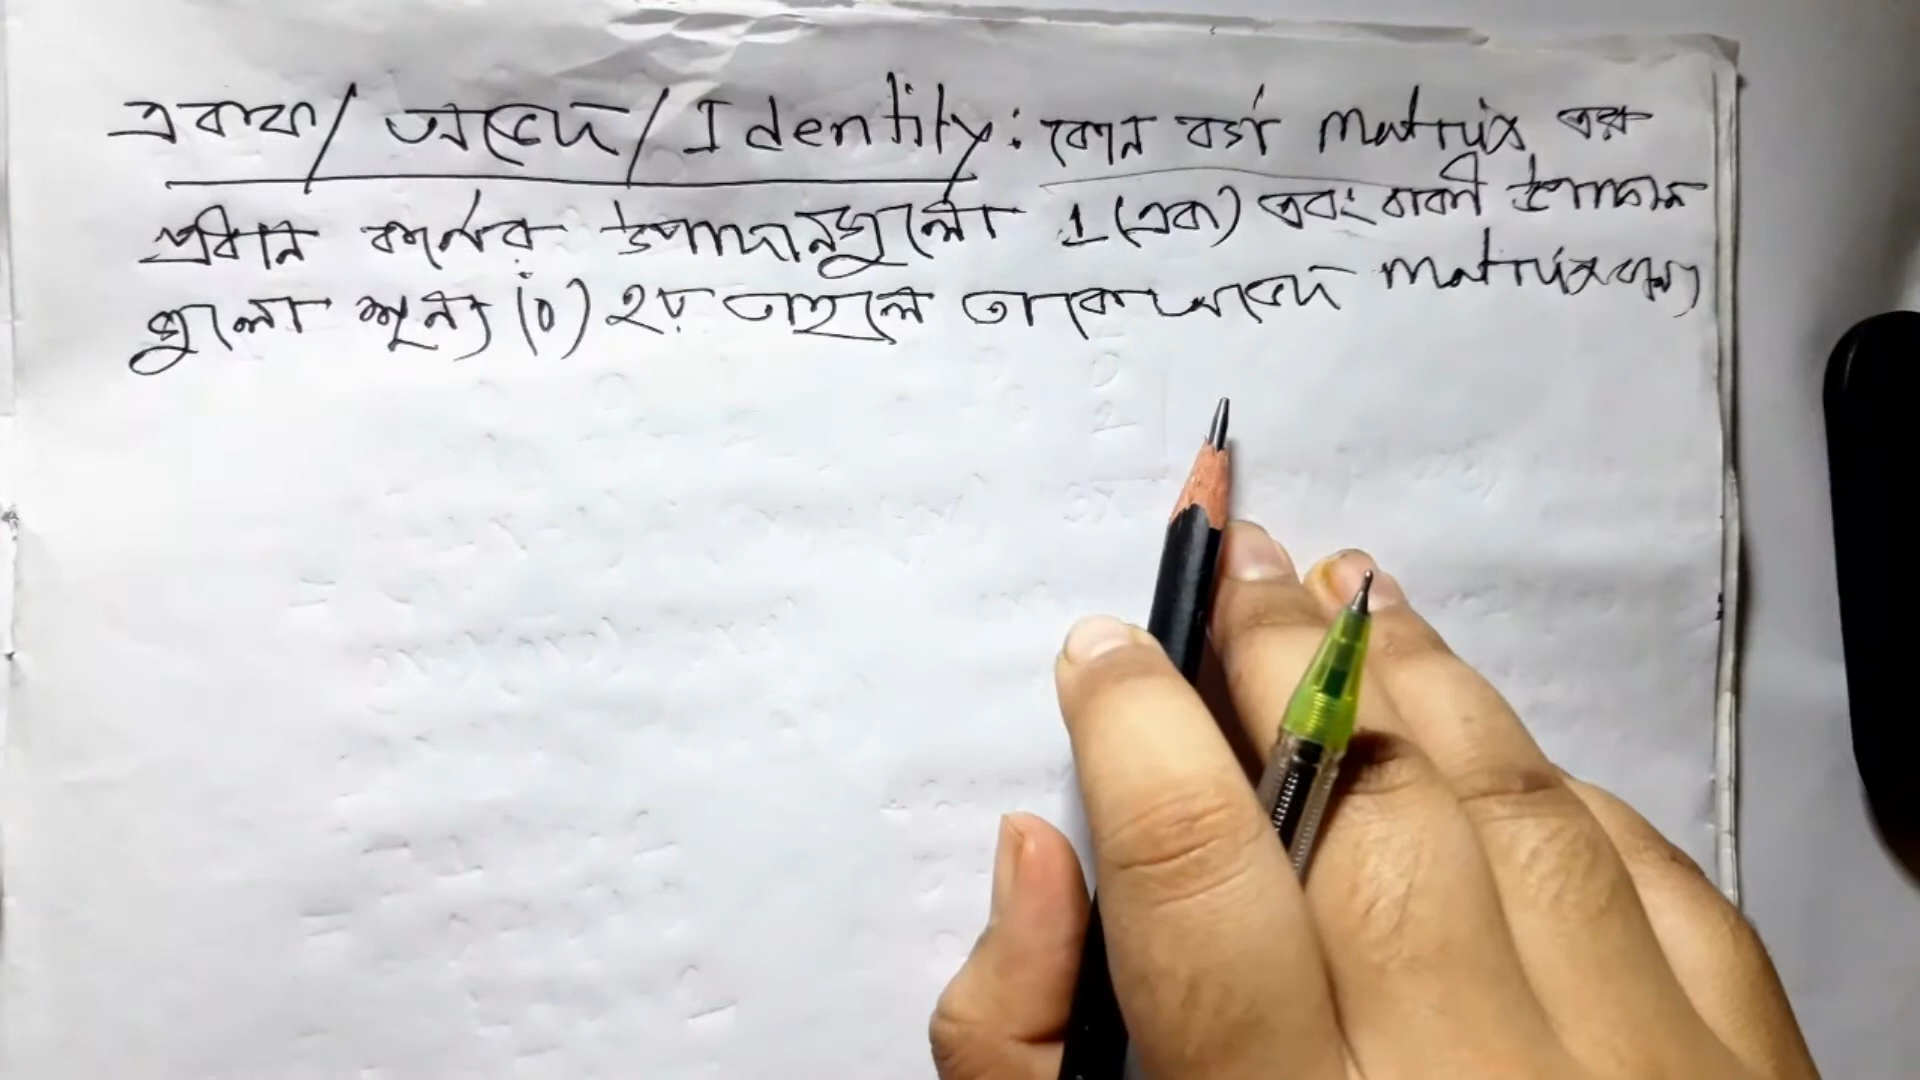 একক/অভেদ/Identity: কোন বর্গ matrix এর
প্রধান কর্ণের উপাদানগুলো 1 (এক) এবং বাকী উপাদান
গুলো শূন্য (0) হয় তাহলে তাকে অভেদ matrix বলে